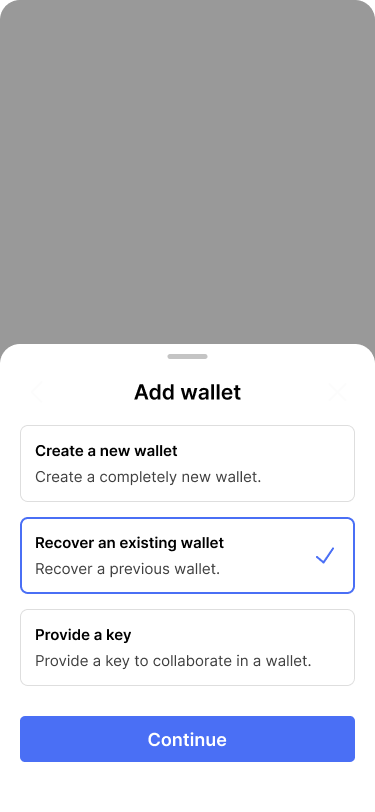 Add wallet
Create a new wallet
Create a completely new wallet.
Recover an existing wallet
Recover a previous wallet.
Provide a key
Provide a key to collaborate in a wallet.
Continue